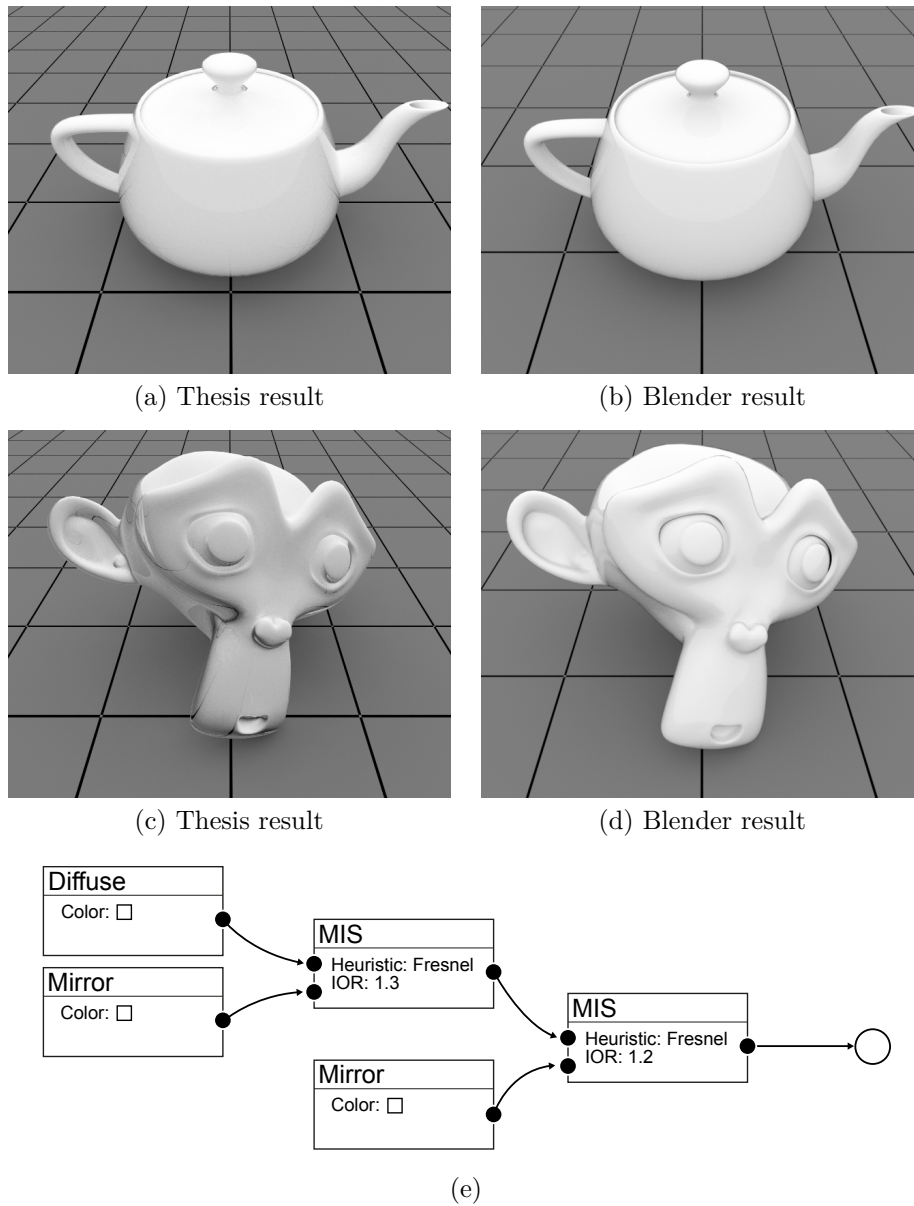 (a) Thesis result
(b) Blender result
(c) Thesis result
(d) Blender result
Diffuse
Color:
Mirror
Color:
MIS
Heuristic: Fresnel
IOR: 1.3
Mirror
Color:
MIS
Heuristic: Fresnel
IOR: 1.2
(e)